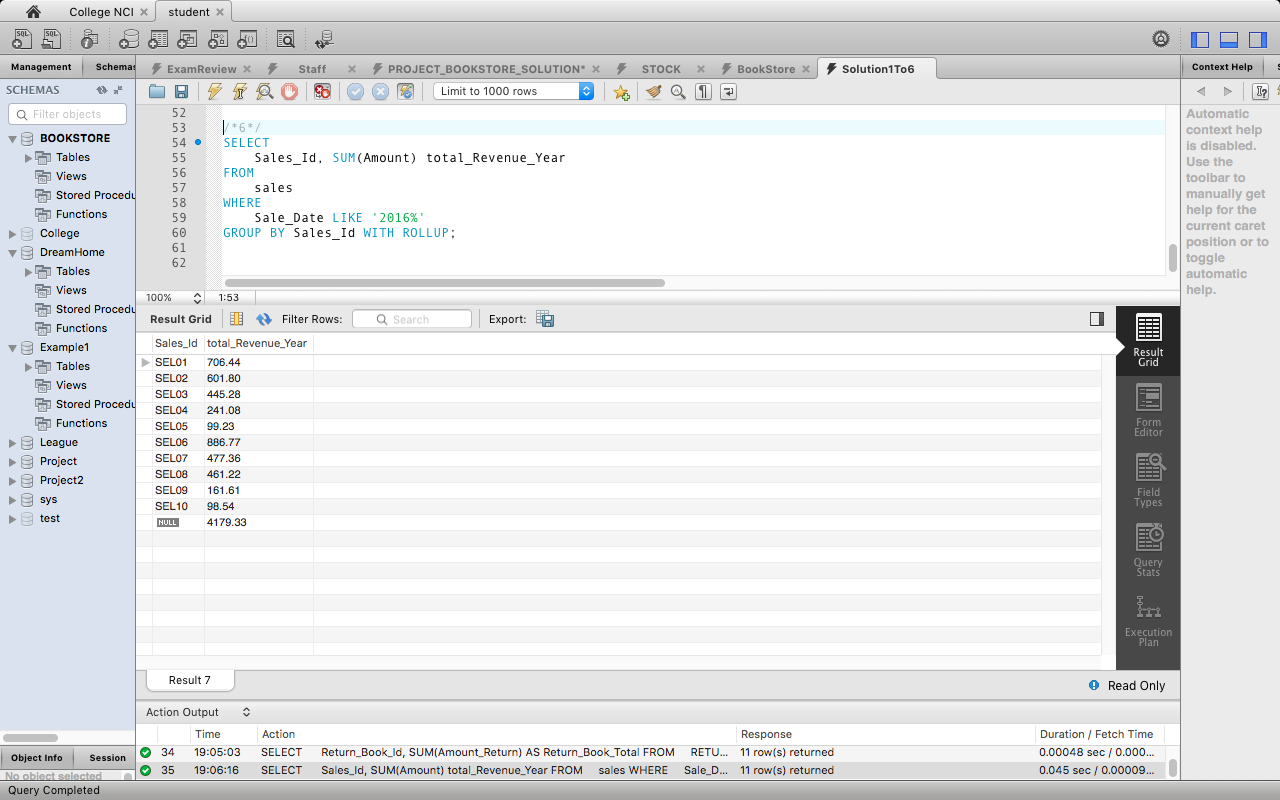 College NCI
student
Management
Schemas
ExamReview
Staff
PROJECT_BOOKSTORE_SOLUTION*
STOCK
BookStore
Solution1To6
Context Help
SCHEMAS
Filter objects
BOOKSTORE
Tables
Views
Stored Procedu
Functions
College
DreamHome
Tables
Views
Stored Procedu
Functions
Example1
Tables
Views
Stored Procedu
Functions
League
Project
Project2
sys
test
Object Info
Session
No object selected
Query Completed
Limit to 1000 rows
52
53 /*6*/
54 SELECT
55 Sales_Id, SUM(Amount) total_Revenue_Year
56 FROM
57 sales
58 WHERE
59 Sale_Date LIKE '2016%'
60 GROUP BY Sales_Id WITH ROLLUP;
61
62
100% 1:53
Result Grid Filter Rows: Search Export:
Sales_Id total_Revenue_Year
SEL01 706.44
SEL02 601.80
SEL03 445.28
SEL04 241.08
SEL05 99.23
SEL06 886.77
SEL07 477.36
SEL08 461.22
SEL09 161.61
SEL10 98.54
NULL 4179.33
Result
Grid
Form
Editor
Field
Types
Query
Stats
Execution
Plan
Result 7
Read Only
Action Output
Time Action Response Duration / Fetch Time
34 19:05:03 SELECT Return_Book_Id, SUM(Amount_Return) AS Return_Book_Total FROM RETU... 11 row(s) returned 0.00048 sec / 0.000...
35 19:06:16 SELECT Sales_Id, SUM(Amount) total_Revenue_Year FROM sales WHERE Sale_D... 11 row(s) returned 0.045 sec / 0.00009...
Automatic
context help
is disabled.
Use the
toolbar to
manually get
help for the
current caret
position or to
toggle
automatic
help.